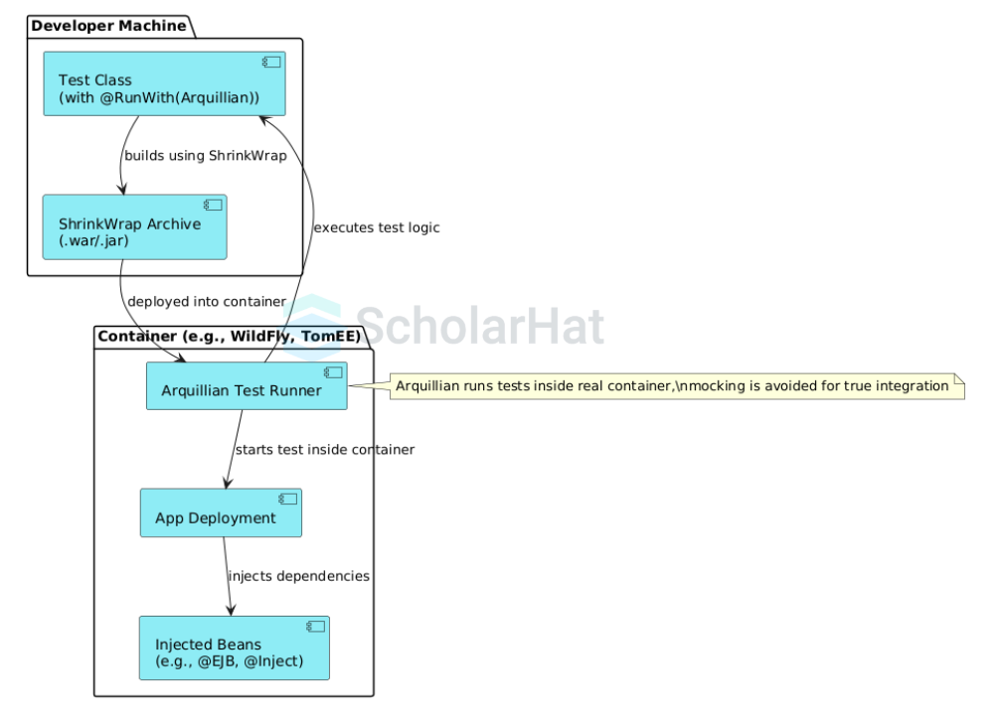 Developer Machine
Test Class
(with @RunWith(Arquillian))
builds using ShrinkWrap
ShrinkWrap Archive
(.war/.jar)
executes test logic
deployed into container
ScholarHat
Container (e.g., WildFly, TomEE)
Arquillian Test Runner
Arquillian runs tests inside real container,\nmocking is avoided for true integration
starts test inside container
App Deployment
injects dependencies
Injected Beans
(e.g., @EJB, @Inject)